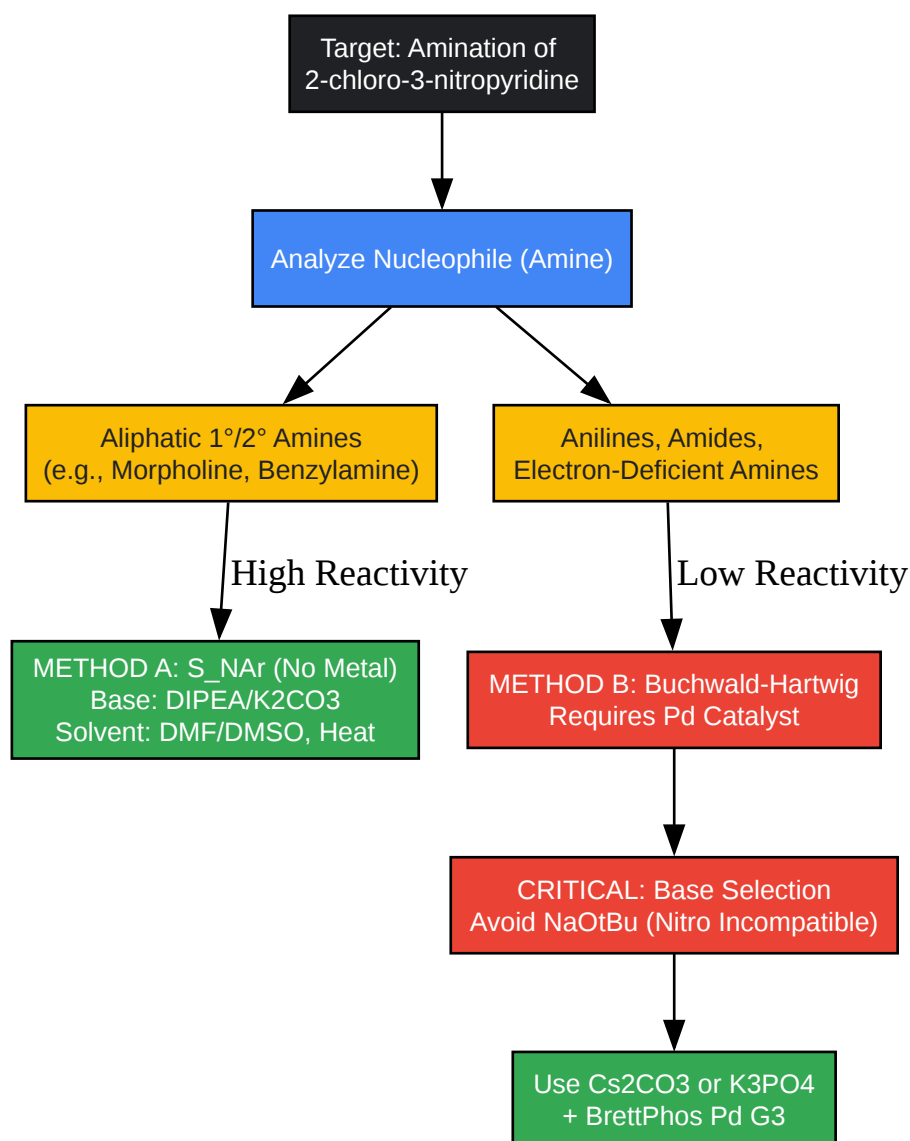 Target: Amination of
2-chloro-3-nitropyridine
Analyze Nucleophile (Amine)
Aliphatic 1°/2° Amines
(e.g., Morpholine, Benzylamine)
Anilines, Amides,
Electron-Deficient Amines
High Reactivity
Low Reactivity
METHOD A: S_NAr (No Metal)
Base: DIPEA/K2CO3
Solvent: DMF/DMSO, Heat
METHOD B: Buchwald-Hartwig
Requires Pd Catalyst
CRITICAL: Base Selection
Avoid NaOtBu (Nitro Incompatible)
Use Cs2CO3 or K3PO4
+ BrettPhos Pd G3